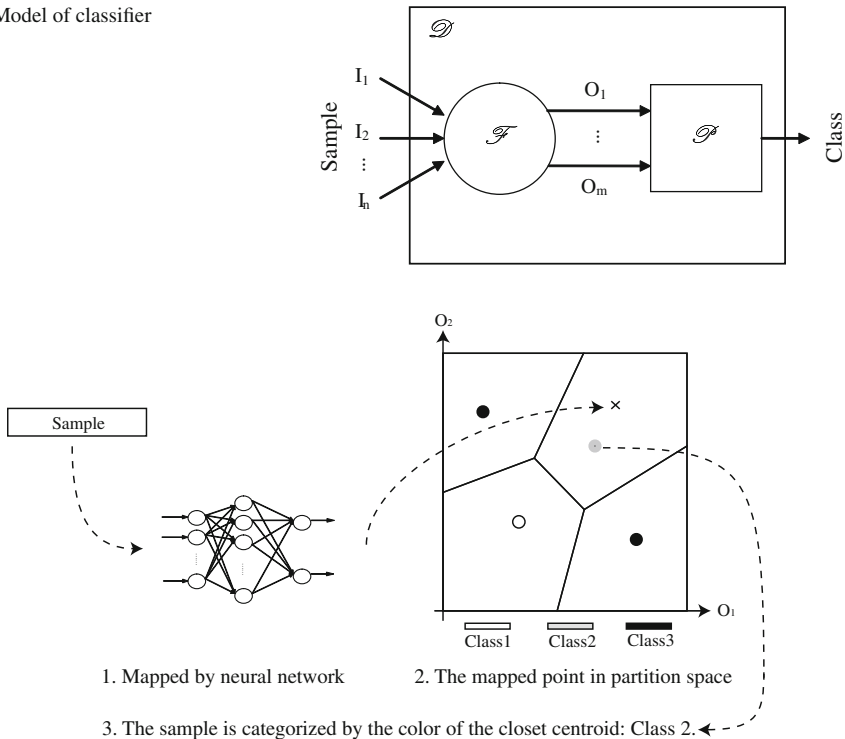 Model of classifier
𝒟
I1
I2
⋮
In
Sample
ℱ
O1
⋮
Om
𝒫
Class
O2
Sample
O1
Class1 Class2 Class3
1. Mapped by neural network
2. The mapped point in partition space
3. The sample is categorized by the color of the closet centroid: Class 2.